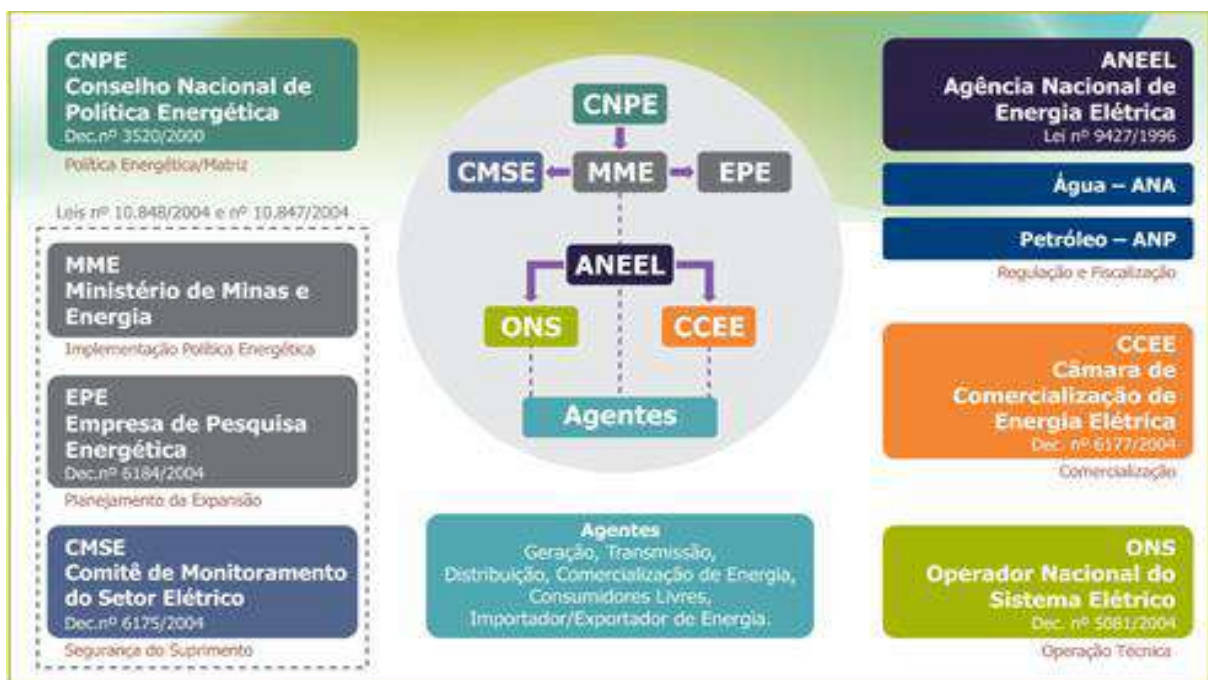 CNPE
Conselho Nacional de
Política Energética
Dec.nº 3520/2000
Política Energética/Matriz
Leis nº 10.848/2004 e nº 10.847/2004
MME
Ministério de Minas e
Energia
Implementação Política Energética
EPE
Empresa de Pesquisa
Energética
Dec.nº 6184/2004
Planejamento da Expansão
CMSE
Comitê de Monitoramento
do Setor Elétrico
Dec.nº 6175/2004
Segurança do Suprimento
CNPE
CMSE
MME
EPE
ANEEL
ONS
CCEE
Agentes
Agentes
Geração, Transmissão,
Distribuição, Comercialização de Energia,
Consumidores Livres,
Importador/Exportador de Energia.
ANEEL
Agência Nacional de
Energia Elétrica
Lei nº 9427/1996
Água – ANA
Petróleo – ANP
Regulação e Fiscalização
CCEE
Câmara de
Comercialização de
Energia Elétrica
Dec. nº 6177/2004
Comercialização
ONS
Operador Nacional do
Sistema Elétrico
Dec. nº 5081/2004
Operação Técnica